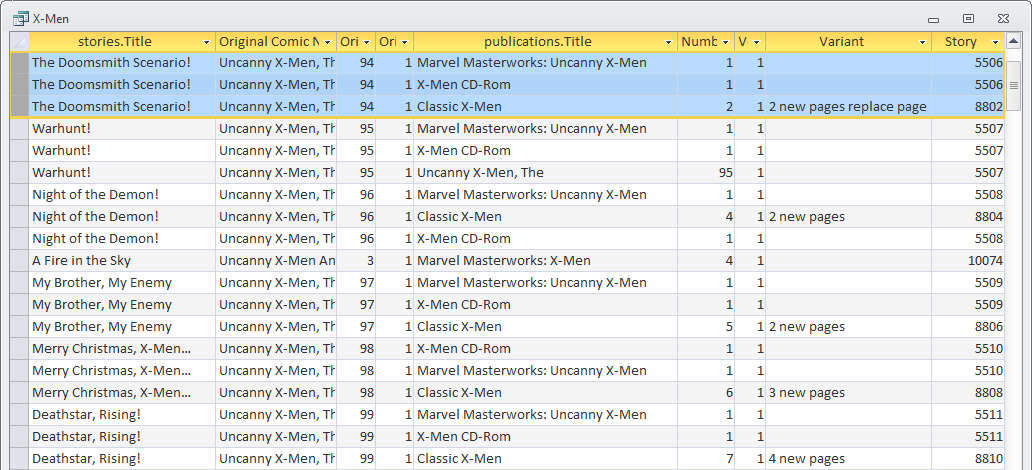 X-Men
stories.Title Original Comic N Ori Ori publications.Title Numb V Variant Story
The Doomsmith Scenario! Uncanny X-Men, Th 94 1 Marvel Masterworks: Uncanny X-Men 1 1 5506
The Doomsmith Scenario! Uncanny X-Men, Th 94 1 X-Men CD-Rom 1 1 5506
The Doomsmith Scenario! Uncanny X-Men, Th 94 1 Classic X-Men 2 1 2 new pages replace page 8802
Warhunt! Uncanny X-Men, Th 95 1 Marvel Masterworks: Uncanny X-Men 1 1 5507
Warhunt! Uncanny X-Men, Th 95 1 X-Men CD-Rom 1 1 5507
Warhunt! Uncanny X-Men, Th 95 1 Uncanny X-Men, The 95 1 5507
Night of the Demon! Uncanny X-Men, Th 96 1 Marvel Masterworks: Uncanny X-Men 1 1 5508
Night of the Demon! Uncanny X-Men, Th 96 1 Classic X-Men 4 1 2 new pages 8804
Night of the Demon! Uncanny X-Men, Th 96 1 X-Men CD-Rom 1 1 5508
A Fire in the Sky Uncanny X-Men An 3 1 Marvel Masterworks: X-Men 4 1 10074
My Brother, My Enemy Uncanny X-Men, Th 97 1 Marvel Masterworks: Uncanny X-Men 1 1 5509
My Brother, My Enemy Uncanny X-Men, Th 97 1 X-Men CD-Rom 1 1 5509
My Brother, My Enemy Uncanny X-Men, Th 97 1 Classic X-Men 5 1 2 new pages 8806
Merry Christmas, X-Men... Uncanny X-Men, Th 98 1 X-Men CD-Rom 1 1 5510
Merry Christmas, X-Men... Uncanny X-Men, Th 98 1 Marvel Masterworks: Uncanny X-Men 1 1 5510
Merry Christmas, X-Men... Uncanny X-Men, Th 98 1 Classic X-Men 6 1 3 new pages 8808
Deathstar, Rising! Uncanny X-Men, Th 99 1 Marvel Masterworks: Uncanny X-Men 1 1 5511
Deathstar, Rising! Uncanny X-Men, Th 99 1 X-Men CD-Rom 1 1 5511
Deathstar, Rising! Uncanny X-Men, Th 99 1 Classic X-Men 7 1 4 new pages 8810